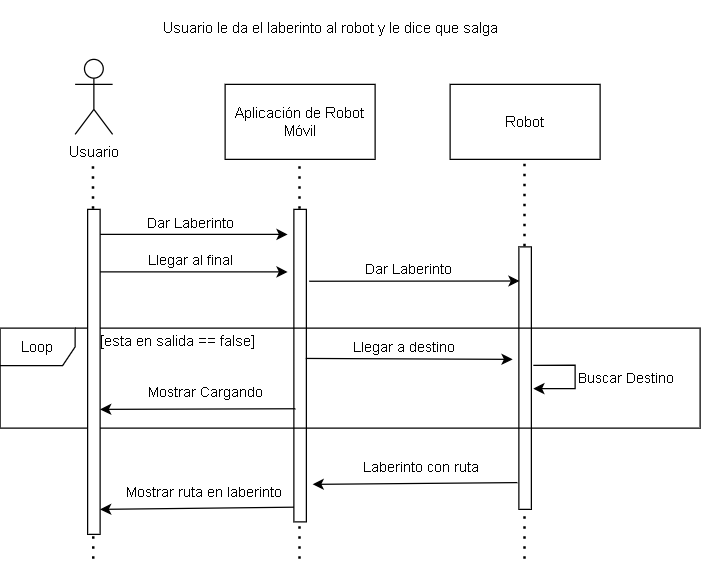 Usuario le da el laberinto al robot y le dice que salga
Aplicación de Robot
Móvil
Robot
Usuario
Dar Laberinto
Llegar al final
Dar Laberinto
Loop
[esta en salida == false]
Llegar a destino
Buscar Destino
Mostrar Cargando
Laberinto con ruta
Mostrar ruta en laberinto